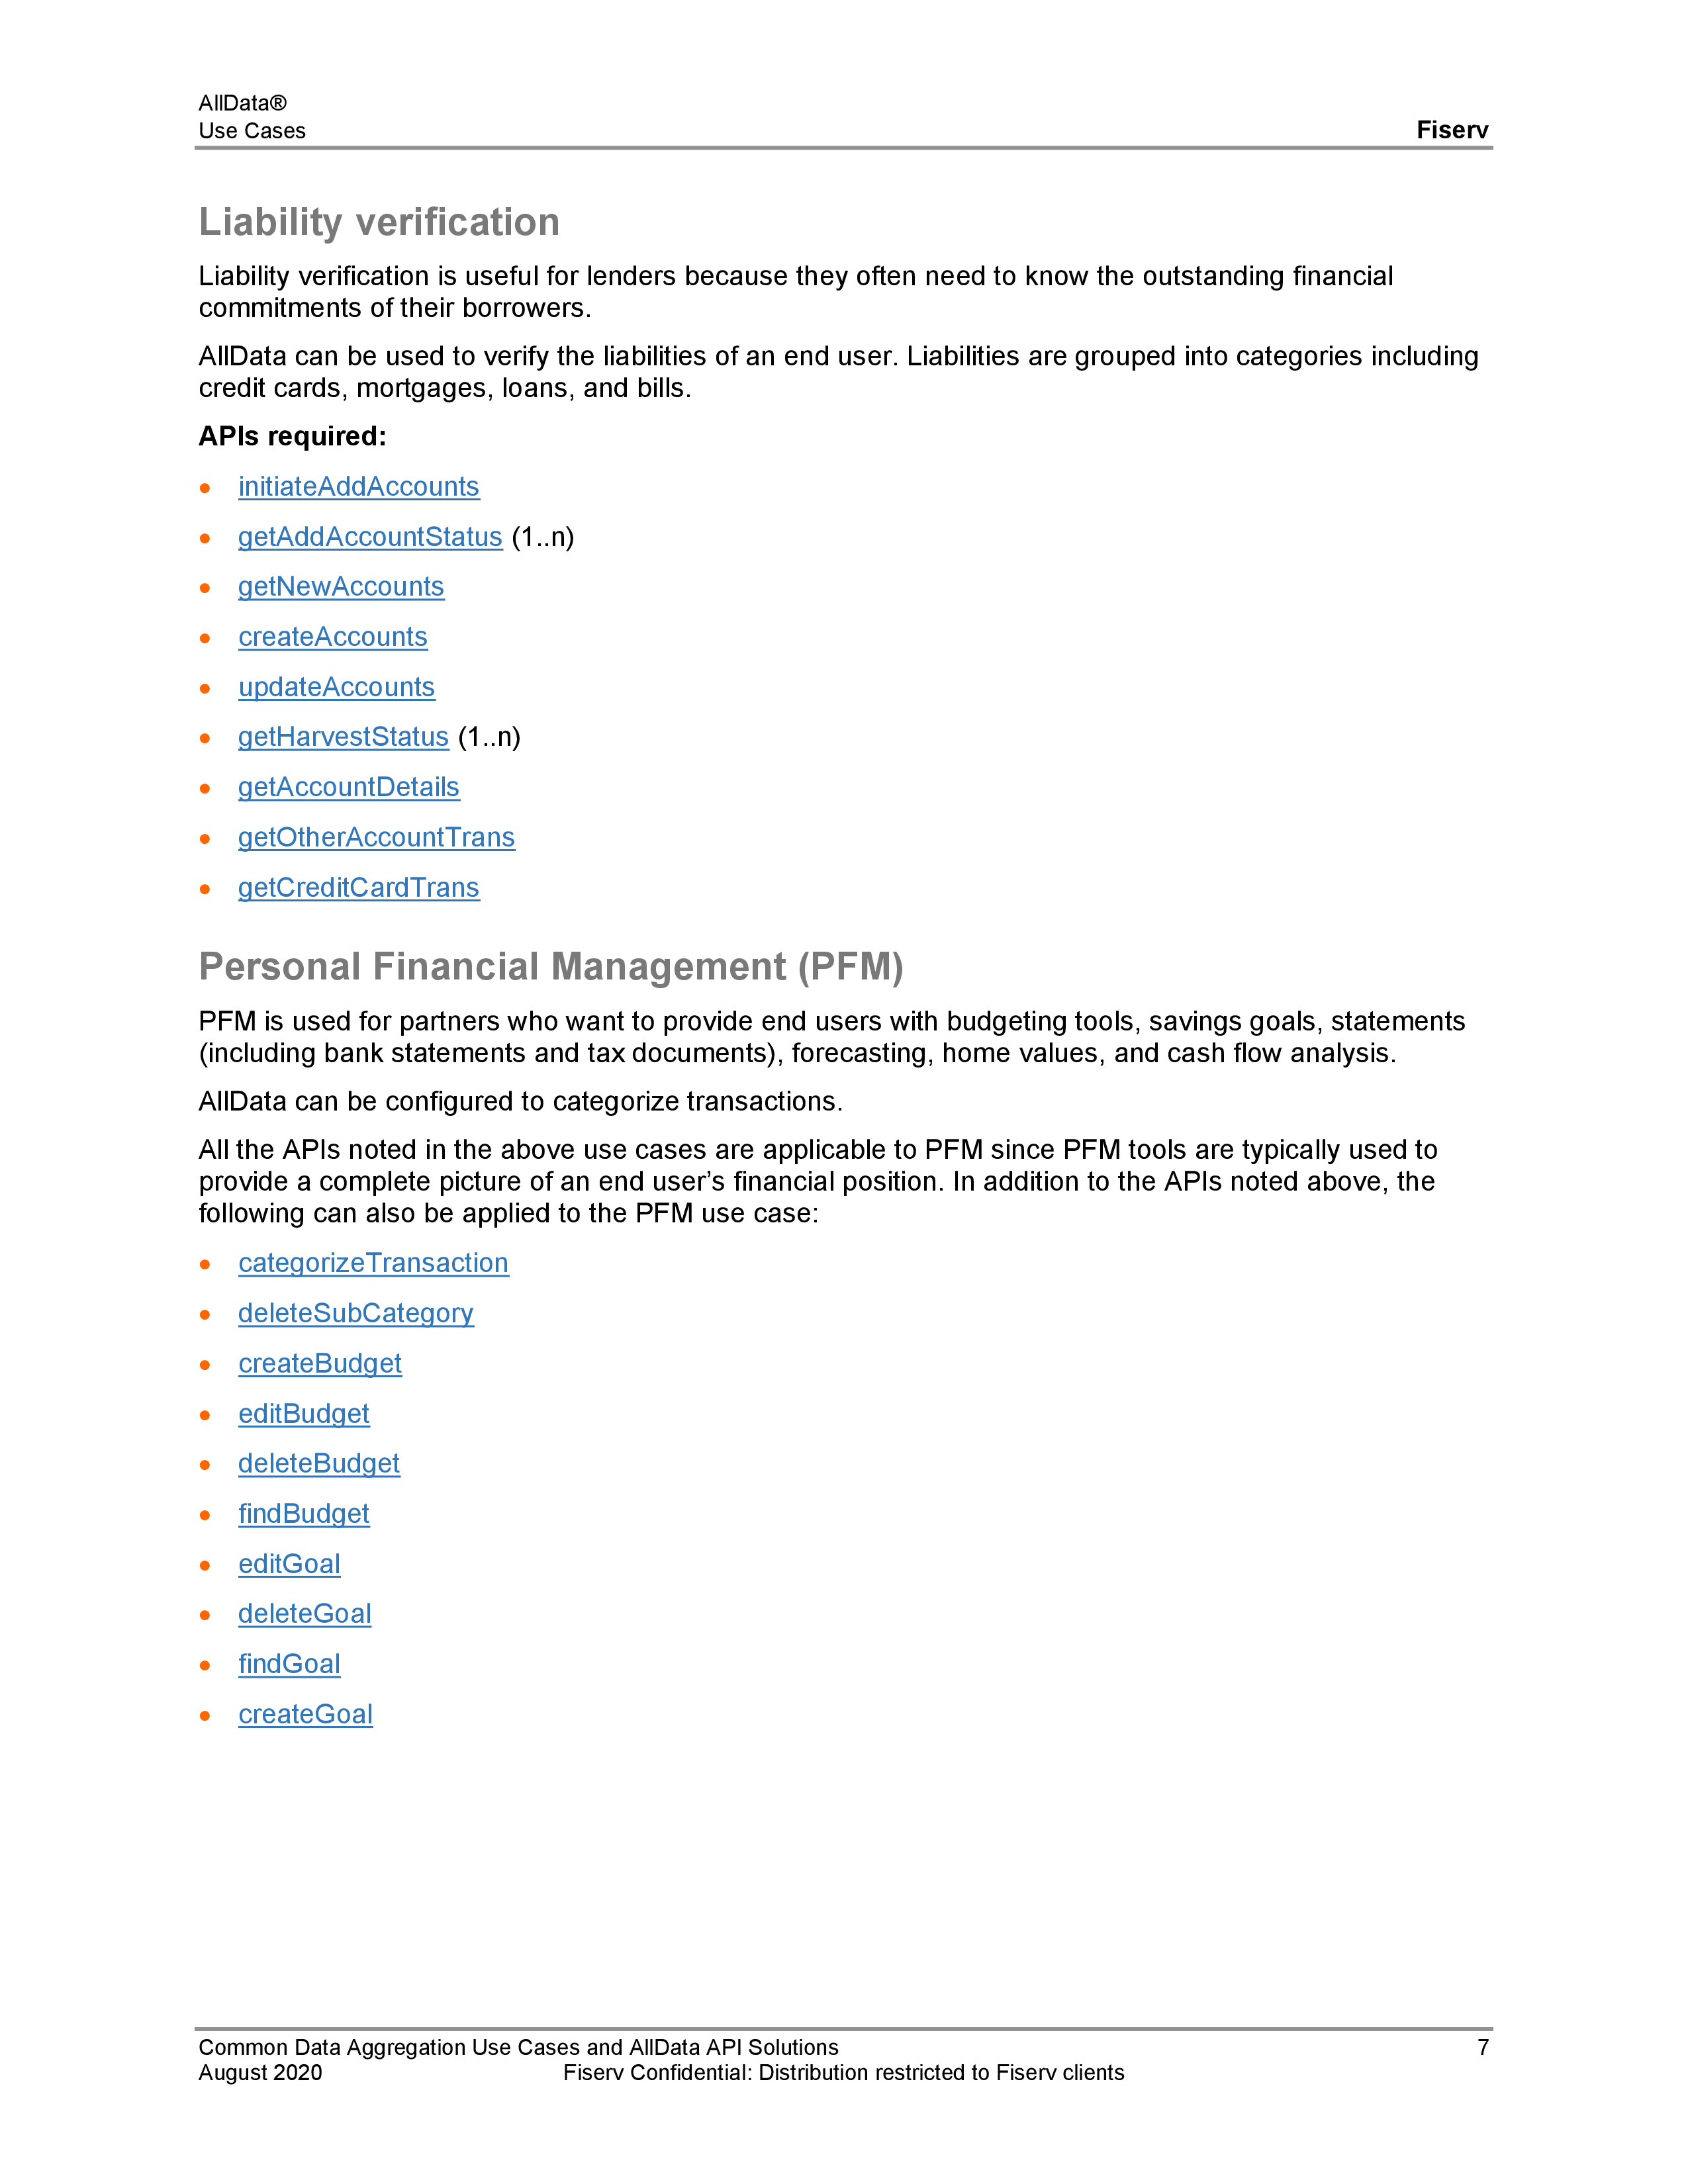 AllData®
Use Cases
Fiserv
Liability verification
Liability verification is useful for lenders because they often need to know the outstanding financial
commitments of their borrowers.
AllData can be used to verify the liabilities of an end user. Liabilities are grouped into categories including
credit cards, mortgages, loans, and bills.
APIs required:
• initiateAddAccounts
• getAddAccountStatus (1..n)
• getNewAccounts
• createAccounts
• updateAccounts
• getHarvestStatus (1..n)
• getAccountDetails
• getOtherAccountTrans
• getCreditCardTrans
Personal Financial Management (PFM)
PFM is used for partners who want to provide end users with budgeting tools, savings goals, statements
(including bank statements and tax documents), forecasting, home values, and cash flow analysis.
AllData can be configured to categorize transactions.
All the APIs noted in the above use cases are applicable to PFM since PFM tools are typically used to
provide a complete picture of an end user’s financial position. In addition to the APIs noted above, the
following can also be applied to the PFM use case:
• categorizeTransaction
• deleteSubCategory
• createBudget
• editBudget
• deleteBudget
• findBudget
• editGoal
• deleteGoal
• findGoal
• createGoal
Common Data Aggregation Use Cases and AllData API Solutions 7
August 2020 Fiserv Confidential: Distribution restricted to Fiserv clients